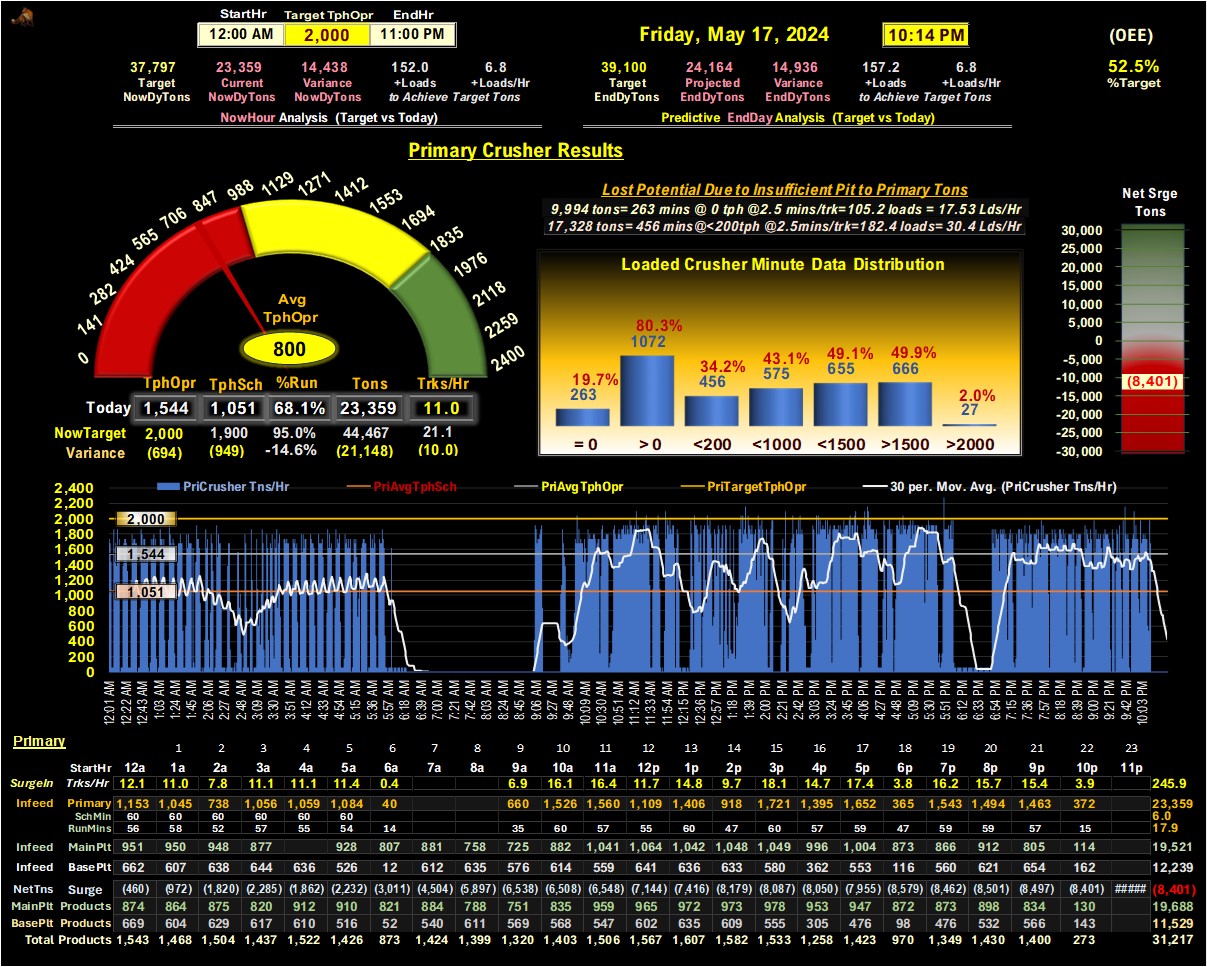 StartHr Target TphOpr EndHr
12:00 AM 2,000 11:00 PM
Friday, May 17, 2024 10:14 PM (OEE)
37,797 23,359 14,438 152.0 6.8 39,100 24,164 14,936 157.2 6.8 52.5%
Target Current Variance +Loads +Loads/Hr Target Projected Variance +Loads +Loads/Hr %Target
NowDyTons NowDyTons NowDyTons to Achieve Target Tons EndDyTons EndDyTons EndDyTons to Achieve Target Tons
NowHour Analysis (Target vs Today) Predictive EndDay Analysis (Target vs Today)
Primary Crusher Results
0 141 282 424 565 706 847 988 1129 1271 1412 1553 1694 1835 1976 2118 2259 2400
Avg
TphOpr
800
Lost Potential Due to Insufficient Pit to Primary Tons
9,994 tons= 263 mins @ 0 tph @2.5 mins/trk=105.2 loads = 17.53 Lds/Hr
17,328 tons= 456 mins@<200tph @2.5mins/trk=182.4 loads= 30.4 Lds/Hr
Loaded Crusher Minute Data Distribution
19.7% 80.3% 34.2% 43.1% 49.1% 49.9% 2.0%
263 1072 456 575 655 666 27
= 0 > 0 <200 <1000 <1500 >1500 >2000
Net Srge
Tons
30,000
25,000
20,000
15,000
10,000
5,000
0
-5,000
-10,000
(8,401)
-15,000
-20,000
-25,000
-30,000
TphOpr TphSch %Run Tons Trks/Hr
Today 1,544 1,051 68.1% 23,359 11.0
NowTarget 2,000 1,900 95.0% 44,467 21.1
Variance (694) (949) -14.6% (21,148) (10.0)
PriCrusher Tns/Hr PriAvgTphSch PriAvgTphOpr PriTargetTphOpr 30 per. Mov. Avg. (PriCrusher Tns/Hr)
2,400
2,200
2,000 2,000
1,800
1,600 1,544
1,400
1,200
1,000 1,051
800
600
400
200
0
12:01 AM 12:22 AM 12:43 AM 1:03 AM 1:24 AM 1:45 AM 2:06 AM 2:27 AM 2:48 AM 3:09 AM 3:30 AM 3:51 AM 4:12 AM 4:33 AM 4:54 AM 5:15 AM 5:36 AM 5:57 AM 6:18 AM 6:39 AM 7:00 AM 7:21 AM 7:42 AM 8:03 AM 8:24 AM 8:45 AM 9:06 AM 9:27 AM 9:48 AM 10:09 AM 10:30 AM 10:51 AM 11:12 AM 11:33 AM 11:54 AM 12:15 PM 12:36 PM 12:57 PM 1:18 PM 1:39 PM 2:00 PM 2:21 PM 2:42 PM 3:03 PM 3:24 PM 3:45 PM 4:06 PM 4:27 PM 4:48 PM 5:09 PM 5:30 PM 5:51 PM 6:12 PM 6:33 PM 6:54 PM 7:15 PM 7:36 PM 7:57 PM 8:18 PM 8:39 PM 9:00 PM 9:21 PM 9:42 PM 10:03 PM
Primary
1 2 3 4 5 6 7 8 9 10 11 12 13 14 15 16 17 18 19 20 21 22 23
StartHr 12a 1a 2a 3a 4a 5a 6a 7a 8a 9a 10a 11a 12p 1p 2p 3p 4p 5p 6p 7p 8p 9p 10p 11p
SurgeIn Trks/Hr 12.1 11.0 7.8 11.1 11.1 11.4 0.4 6.9 16.1 16.4 11.7 14.8 9.7 18.1 14.7 17.4 3.8 16.2 15.7 15.4 3.9 245.9
Infeed Primary 1,153 1,045 738 1,056 1,059 1,084 40 660 1,526 1,560 1,109 1,406 918 1,721 1,395 1,652 365 1,543 1,494 1,463 372 23,359
SchMin 60 60 60 60 60 60 6.0
RunMins 56 58 52 57 55 54 14 35 60 57 55 60 47 60 57 59 47 59 59 57 15 17.9
Infeed MainPlt 951 950 948 877 928 807 881 758 725 882 1,041 1,064 1,042 1,048 1,049 996 1,004 873 866 912 805 114 19,521
Infeed BasePlt 662 607 638 644 636 526 12 612 635 576 614 559 641 636 633 580 362 553 116 560 621 654 162 12,239
NetTns Surge (460) (972) (1,820) (2,285) (1,862) (2,232) (3,011) (4,504) (5,897) (6,538) (6,508) (6,548) (7,144) (7,416) (8,179) (8,087) (8,050) (7,955) (8,579) (8,462) (8,501) (8,497) (8,401) ##### (8,401)
MainPlt Products 874 864 875 820 912 910 821 884 788 751 835 959 965 972 973 978 953 947 872 873 898 834 130 19,688
BasePlt Products 669 604 629 617 610 516 52 540 611 569 568 547 602 635 609 555 305 476 98 476 532 566 143 11,529
Total Products 1,543 1,468 1,504 1,437 1,522 1,426 873 1,424 1,399 1,320 1,403 1,506 1,567 1,607 1,582 1,533 1,258 1,423 970 1,349 1,430 1,400 273 31,217